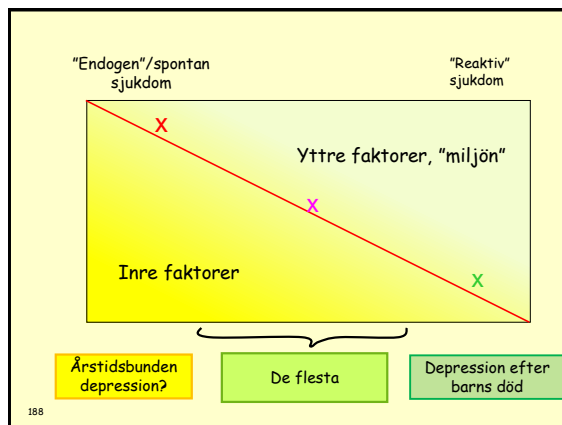 ”Endogen”/spontan
sjukdom
”Reaktiv”
sjukdom
X
Yttre faktorer, ”miljön”
X
Inre faktorer
X
Årstidsbunden
depression?
De flesta
Depression efter
barns död
188